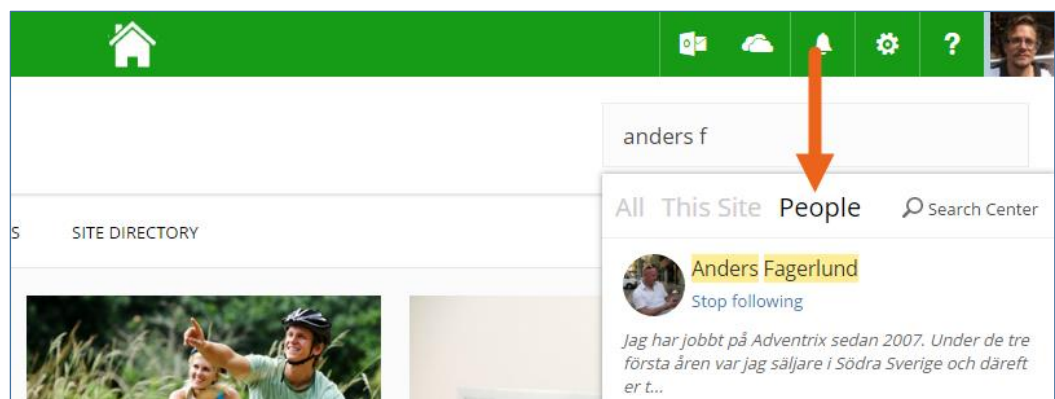 ?
anders f
All This Site People Search Center
S SITE DIRECTORY
Anders Fagerlund
Stop following
Jag har jobbt på Adventrix sedan 2007. Under de tre
första åren var jag säljare i Södra Sverige och däreft
er t...